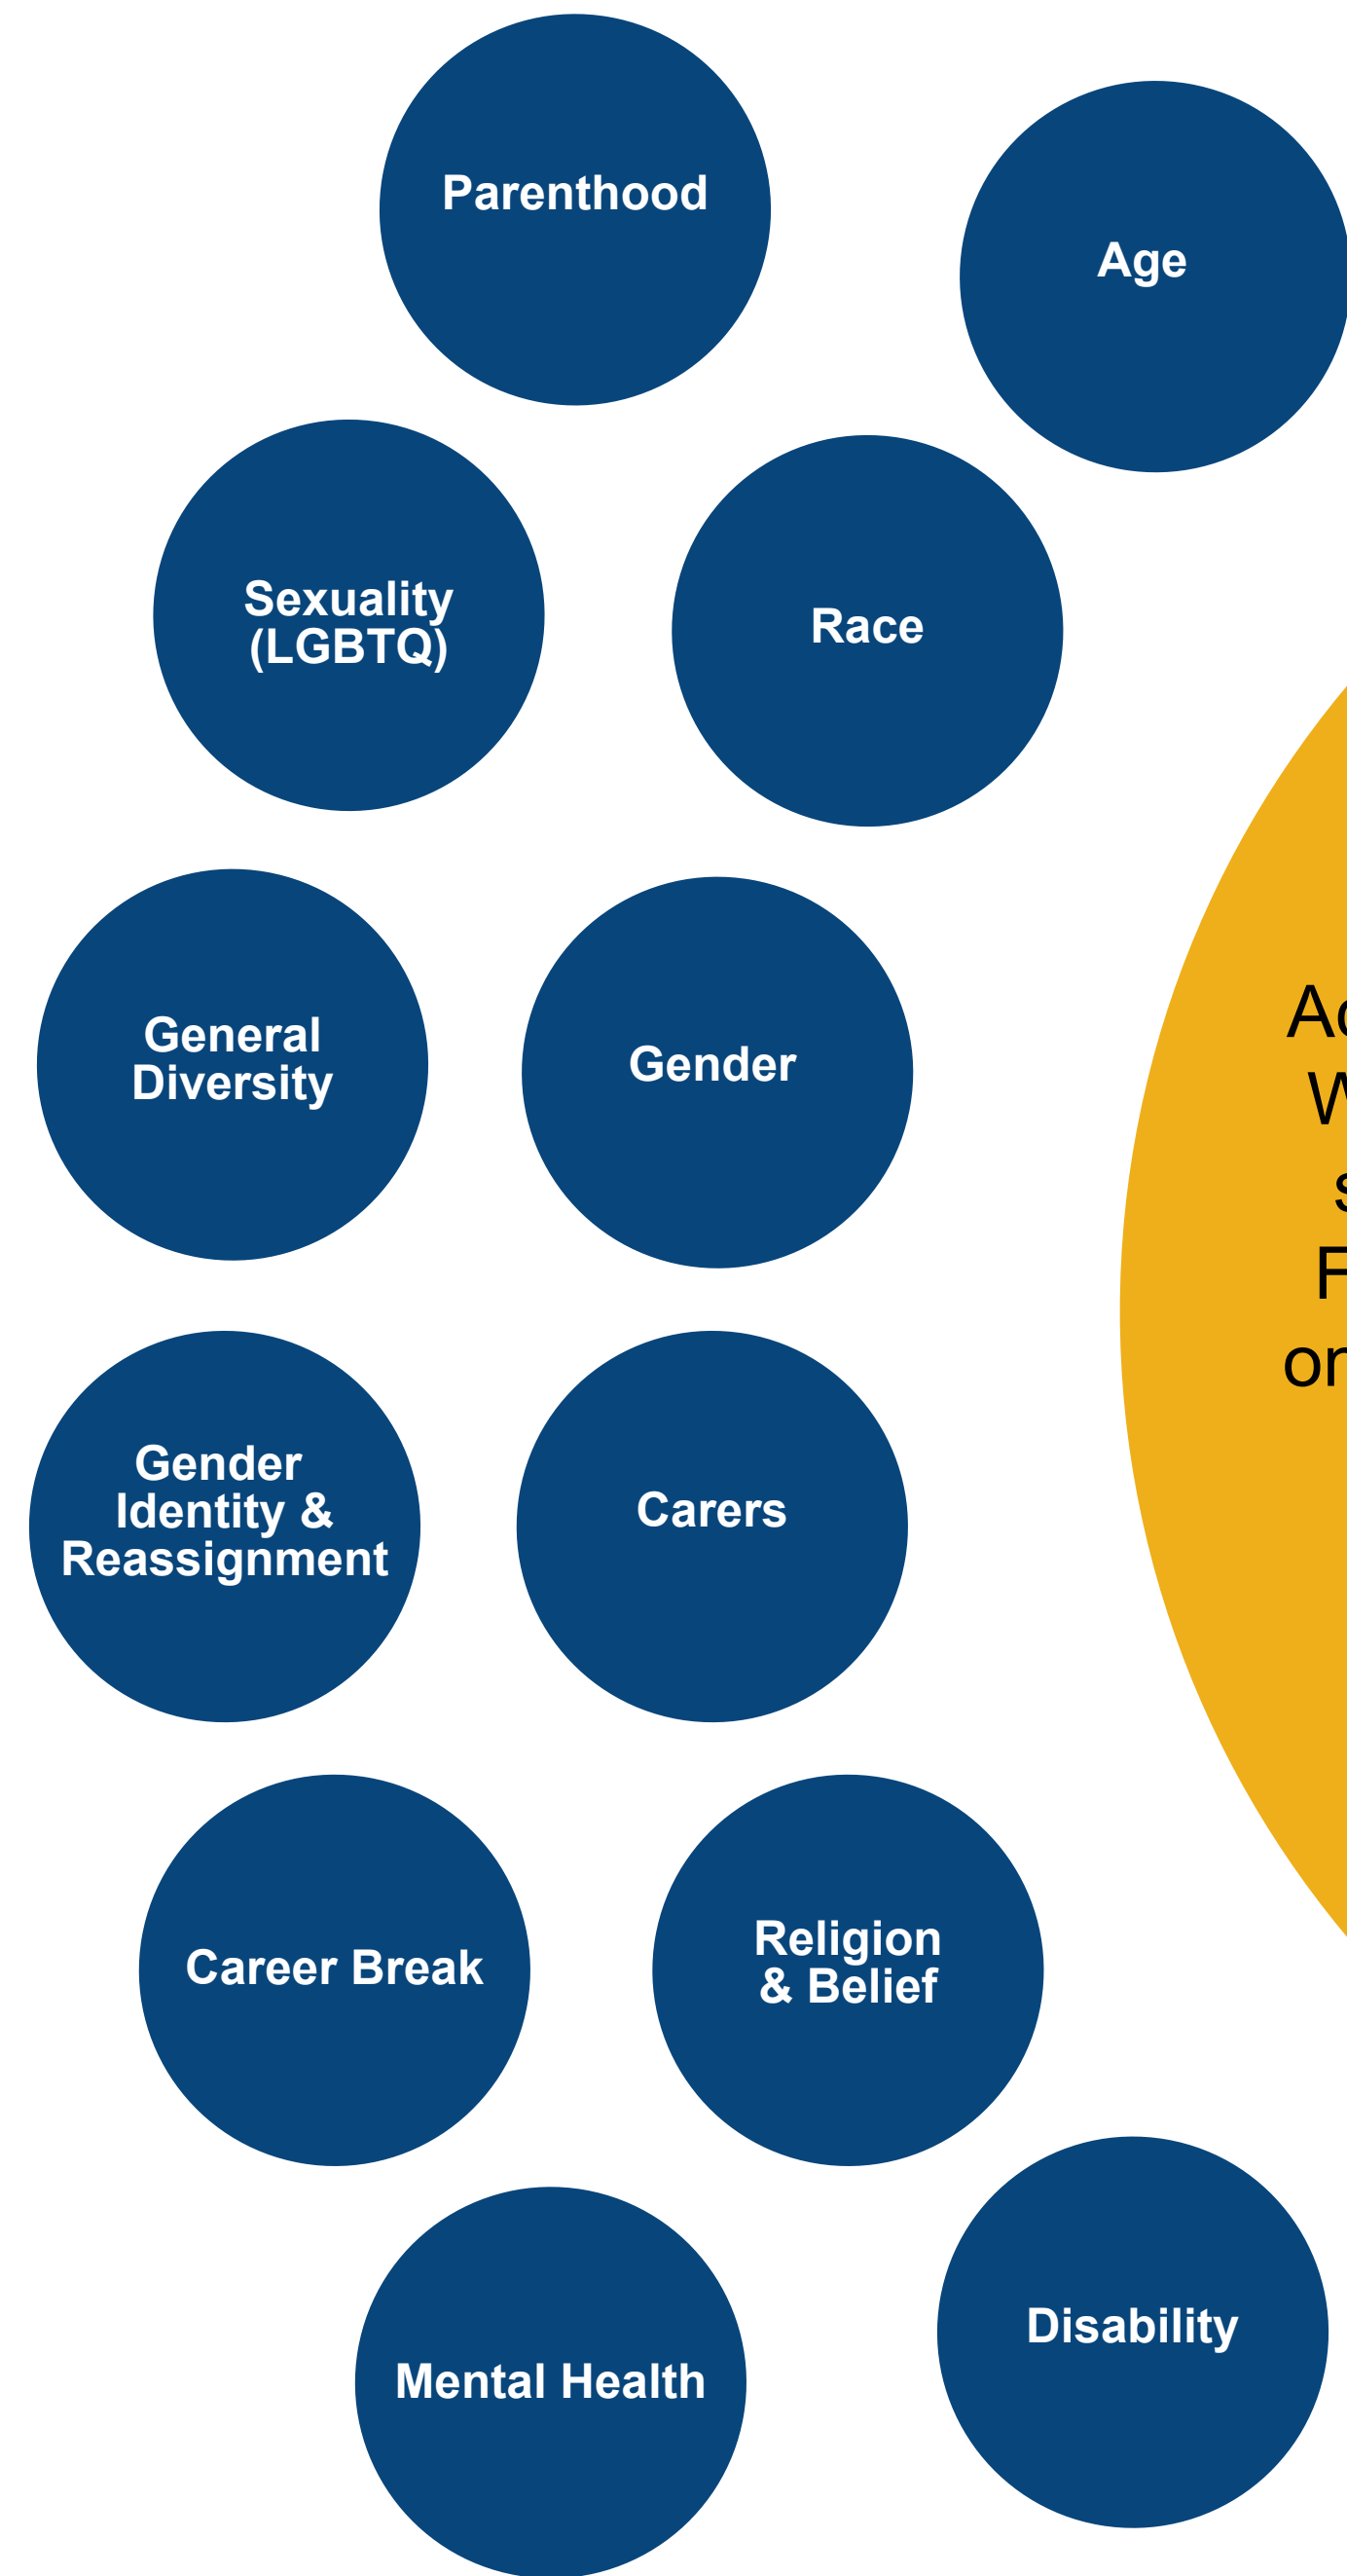 Parenthood
Age
Sexuality
(LGBTQ)
Race
General
Diversity
Gender
Gender
Identity &
Reassignment
Carers
Career Break
Religion
& Belief
Disability
Mental Health